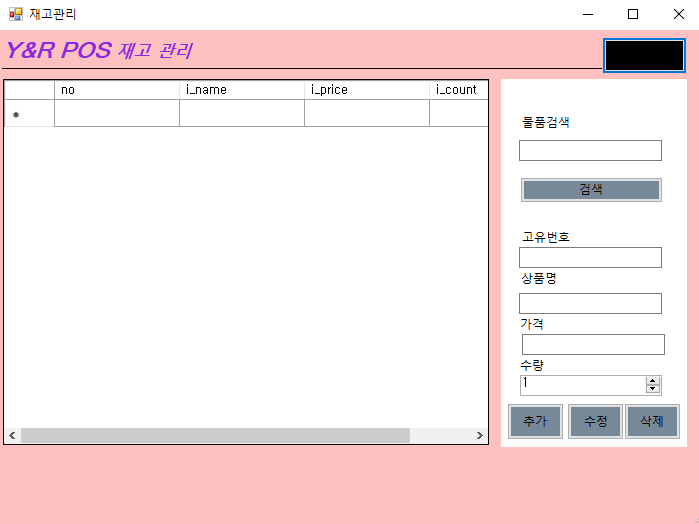 재고관리
Y&R POS 재고 관리
no i_name i_price i_count
물품검색
검색
고유번호
상품명
가격
수량
1
추가 수정 삭제